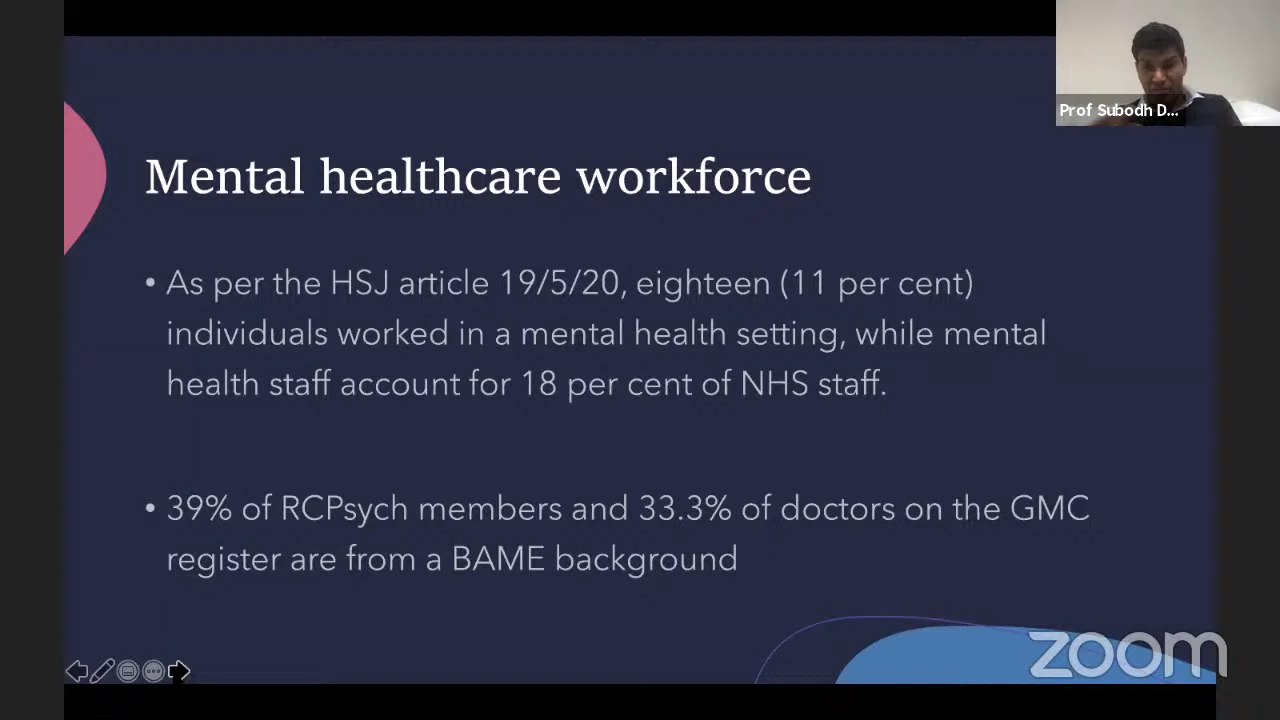 Prof Subodh D...
Mental healthcare workforce
• As per the HSJ article 19/5/20, eighteen (11 per cent)
individuals worked in a mental health setting, while mental
health staff account for 18 per cent of NHS staff.
• 39% of RCPsych members and 33.3% of doctors on the GMC
register are from a BAME background
zoom